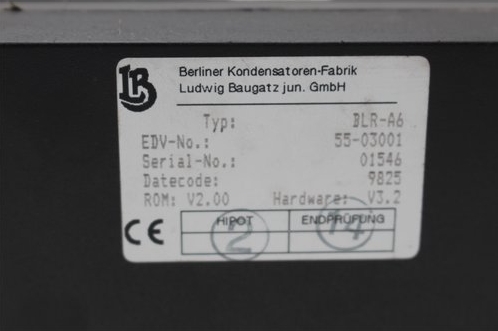 LB
Berliner Kondensatoren-Fabrik
Ludwig Baugatz jun. GmbH
Typ: BLR-A6
EDV-No.: 55-03001
Serial-No.: 01546
Datecode: 9825
ROM: V2.00 Hardware: V3.2
CE HIPOT ENDPRÜFUNG
2 14